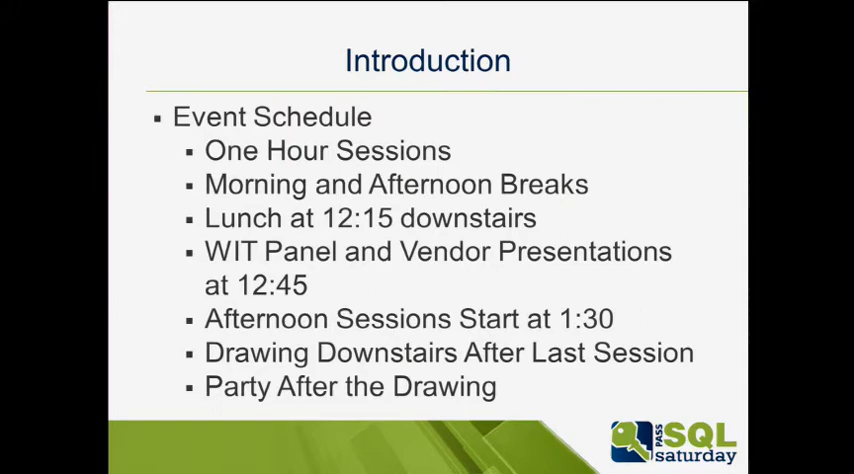 Introduction
Event Schedule
One Hour Sessions
Morning and Afternoon Breaks
Lunch at 12:15 downstairs
WIT Panel and Vendor Presentations
at 12:45
Afternoon Sessions Start at 1:30
Drawing Downstairs After Last Session
Party After the Drawing
PASS SQL
saturday